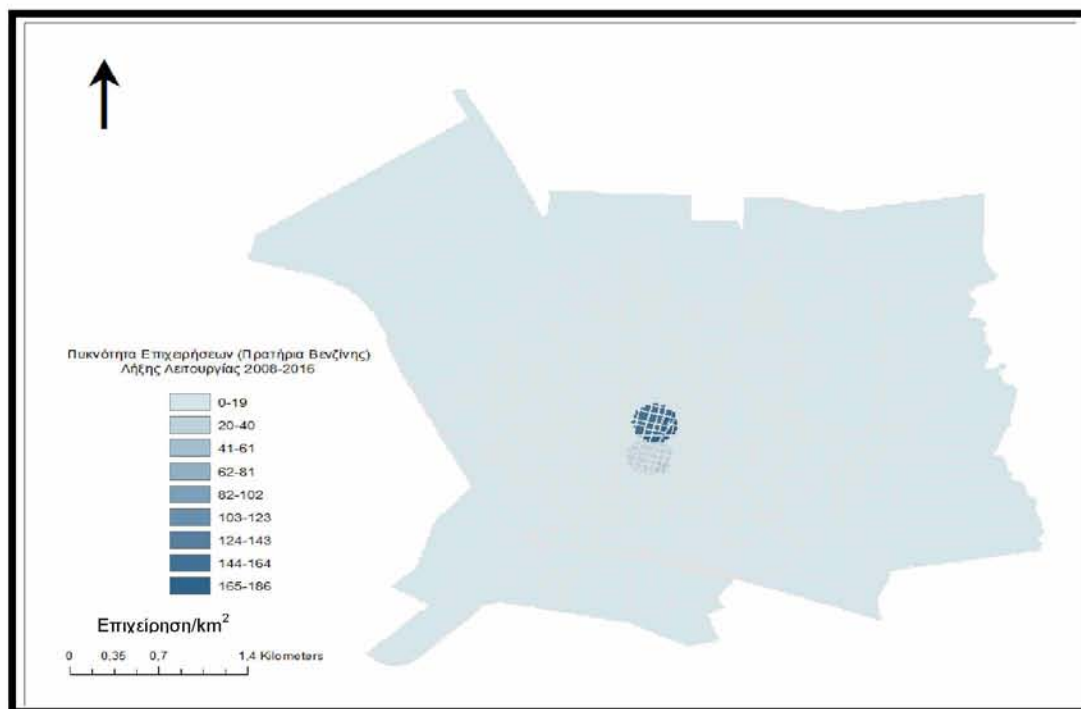 Πυκνότητα Επιχειρήσεων (Πρατήρια Βενζίνης)
Λήξης Λειτουργίας 2008-2016
0-19
20-40
41-61
62-81
82-102
103-123
124-143
144-164
165-186
Επιχείρηση/km²
0 0,35 0,7 1,4 Kilometers